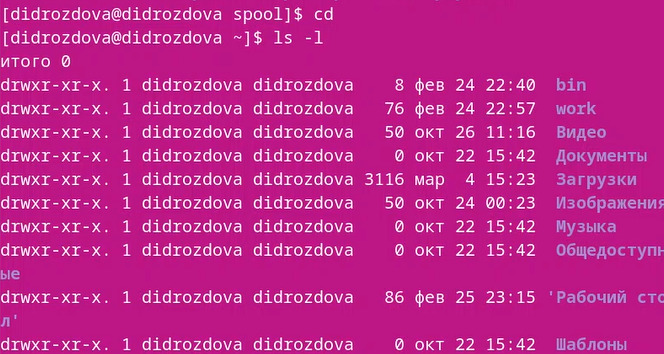 [didrozdova@didrozdova spool]$ cd
[didrozdova@didrozdova ~]$ ls -l
итого 0
drwxr-xr-x. 1 didrozdova didrozdova    8 фев 24 22:40  bin
drwxr-xr-x. 1 didrozdova didrozdova   76 фев 24 22:57  work
drwxr-xr-x. 1 didrozdova didrozdova   50 окт 26 11:16  Видео
drwxr-xr-x. 1 didrozdova didrozdova    0 окт 22 15:42  Документы
drwxr-xr-x. 1 didrozdova didrozdova 3116 мар  4 15:23  Загрузки
drwxr-xr-x. 1 didrozdova didrozdova   50 окт 24 00:23  Изображения
drwxr-xr-x. 1 didrozdova didrozdova    0 окт 22 15:42  Музыка
drwxr-xr-x. 1 didrozdova didrozdova    0 окт 22 15:42  Общедоступн
ые
drwxr-xr-x. 1 didrozdova didrozdova   86 фев 25 23:15 'Рабочий сто
л'
drwxr-xr-x. 1 didrozdova didrozdova    0 окт 22 15:42  Шаблоны